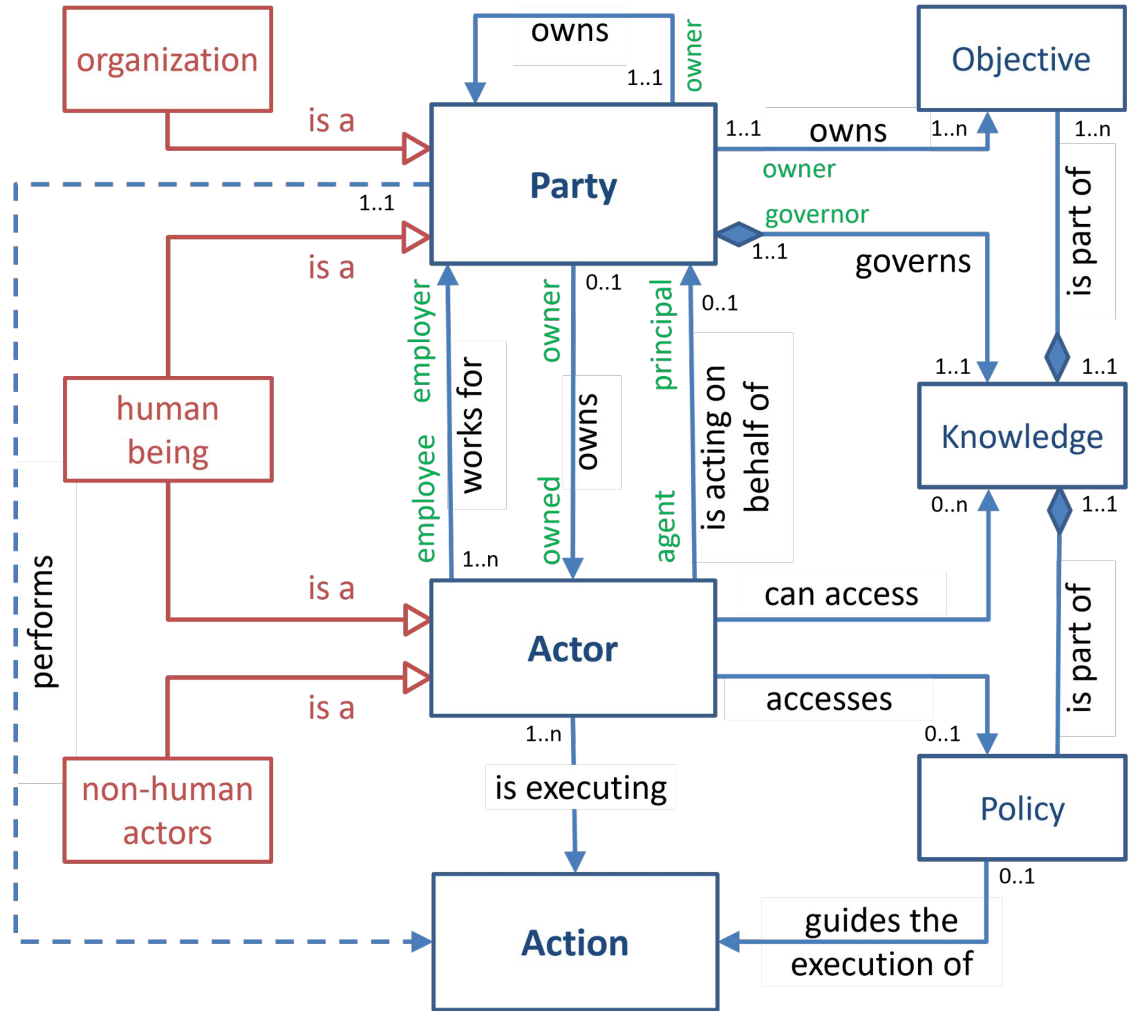 organization
owns
owner
1..1
Objective
is a
1..1
owns
1..n
1..n
owner
Party
1..1
governor
1..1
governs
is part of
is a
0..1
0..1
employer
owner
principal
works for
owns
is acting on
behalf of
employee
owned
agent
1..n
human
being
1..1
1..1
Knowledge
0..n
1..1
is a
can access
Actor
performs
is a
accesses
is part of
1..n
0..1
is executing
non-human
actors
Policy
0..1
guides the
execution of
Action